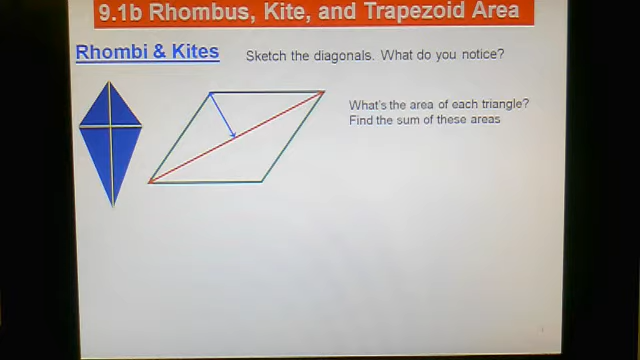 9.1b Rhombus, Kite, and Trapezoid Area
Rhombi & Kites
Sketch the diagonals. What do you notice?
What's the area of each triangle?
Find the sum of these areas